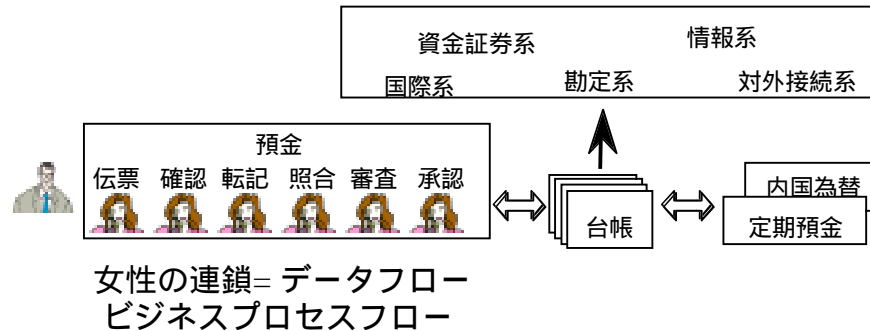 資金証券系 情報系
国際系 勘定系 対外接続系
預金
伝票 確認 転記 照合 審査 承認
台帳
内国為替
定期預金
女性の連鎖= データフロー
ビジネスプロセスフロー